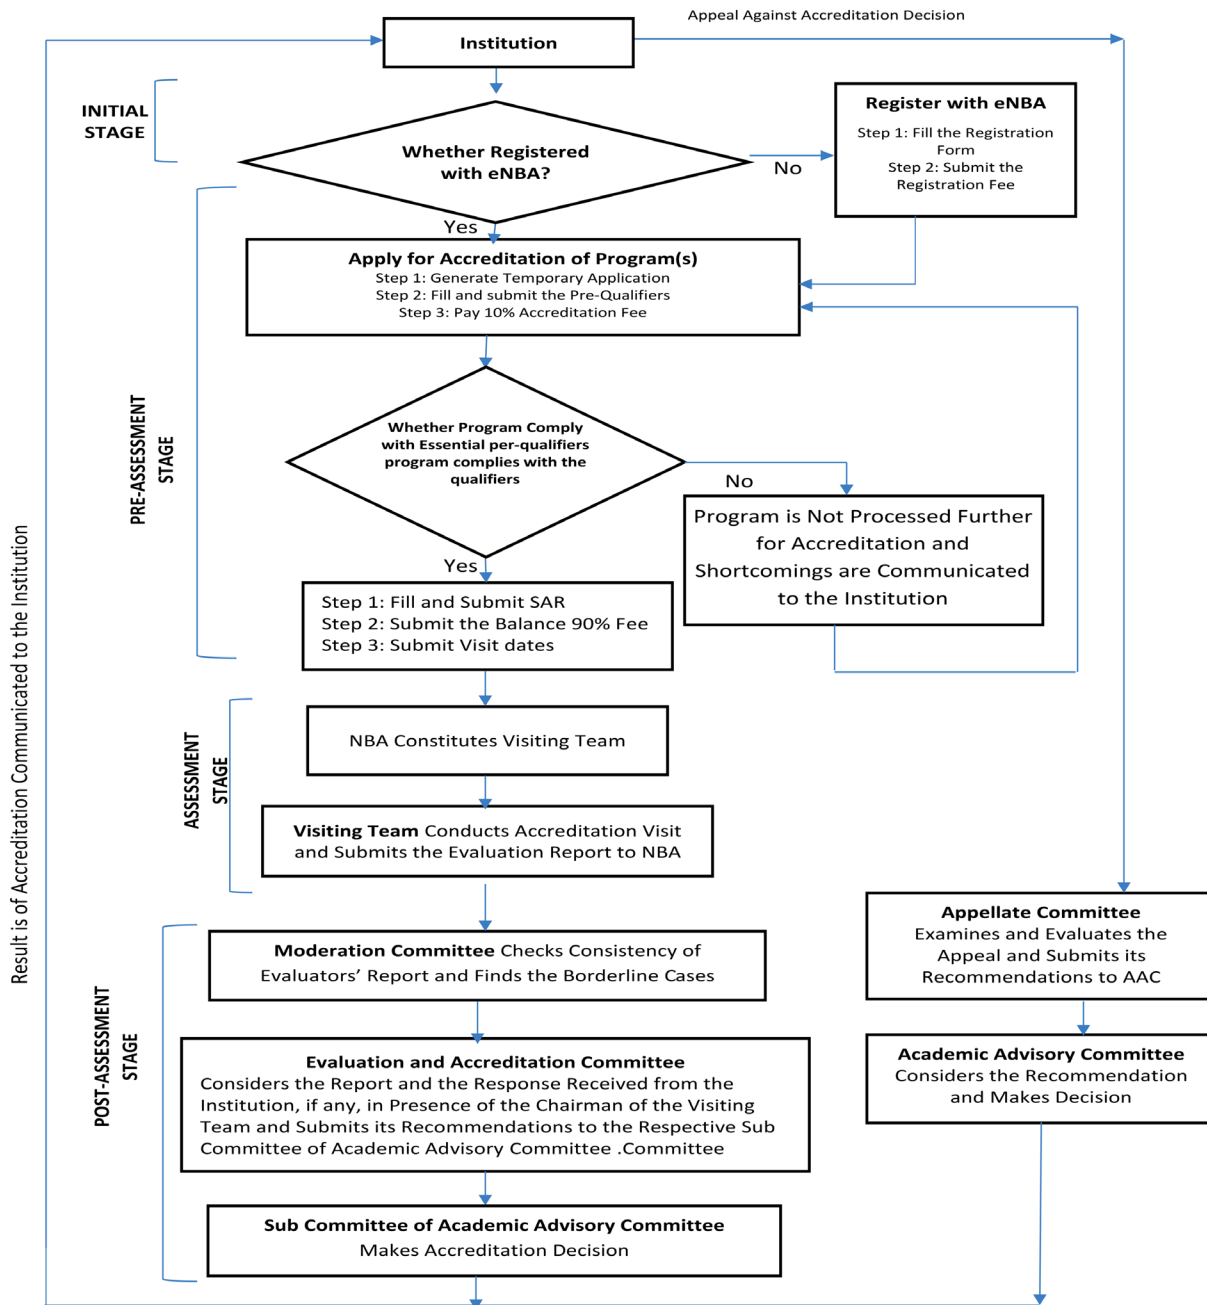 Appeal Against Accreditation Decision
Institution
INITIAL
STAGE
Whether Registered
with eNBA?
No
Register with eNBA
Step 1: Fill the Registration
Form
Step 2: Submit the
Registration Fee
Yes
Apply for Accreditation of Program(s)
Step 1: Generate Temporary Application
Step 2: Fill and submit the Pre-Qualifiers
Step 3: Pay 10% Accreditation Fee
PRE-ASSESSMENT
STAGE
Whether Program Comply
with Essential per-qualifiers
program complies with the
qualifiers
No
Program is Not Processed Further
for Accreditation and
Shortcomings are Communicated
to the Institution
Yes
Step 1: Fill and Submit SAR
Step 2: Submit the Balance 90% Fee
Step 3: Submit Visit dates
Result is of Accreditation Communicated to the Institution
ASSESSMENT
STAGE
NBA Constitutes Visiting Team
Visiting Team Conducts Accreditation Visit
and Submits the Evaluation Report to NBA
POST-ASSESSMENT
STAGE
Moderation Committee Checks Consistency of
Evaluators’ Report and Finds the Borderline Cases
Evaluation and Accreditation Committee
Considers the Report and the Response Received from the
Institution, if any, in Presence of the Chairman of the Visiting
Team and Submits its Recommendations to the Respective Sub
Committee of Academic Advisory Committee .Committee
Sub Committee of Academic Advisory Committee
Makes Accreditation Decision
Appellate Committee
Examines and Evaluates the
Appeal and Submits its
Recommendations to AAC
Academic Advisory Committee
Considers the Recommendation
and Makes Decision